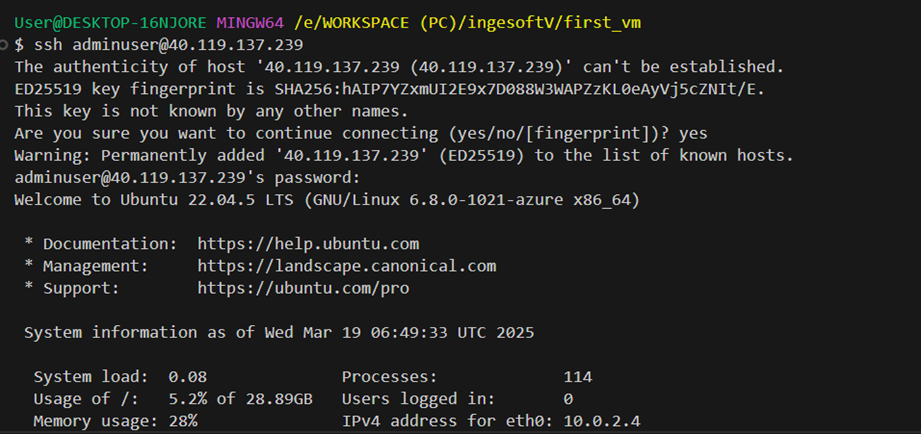 User@DESKTOP-16NJORE MINGW64 /e/WORKSPACE (PC)/ingesoftV/first_vm
$ ssh adminuser@40.119.137.239
The authenticity of host '40.119.137.239 (40.119.137.239)' can't be established.
ED25519 key fingerprint is SHA256:hAIP7YZxmUI2E9x7D088W3WAPZzKL0eAyVj5cZNIt/E.
This key is not known by any other names.
Are you sure you want to continue connecting (yes/no/[fingerprint])? yes
Warning: Permanently added '40.119.137.239' (ED25519) to the list of known hosts.
adminuser@40.119.137.239's password:
Welcome to Ubuntu 22.04.5 LTS (GNU/Linux 6.8.0-1021-azure x86_64)
* Documentation:  https://help.ubuntu.com
* Management:     https://landscape.canonical.com
* Support:        https://ubuntu.com/pro
System information as of Wed Mar 19 06:49:33 UTC 2025
System load:  0.08               Processes:             114
Usage of /:   5.2% of 28.89GB   Users logged in:       0
Memory usage: 28%                IPv4 address for eth0: 10.0.2.4